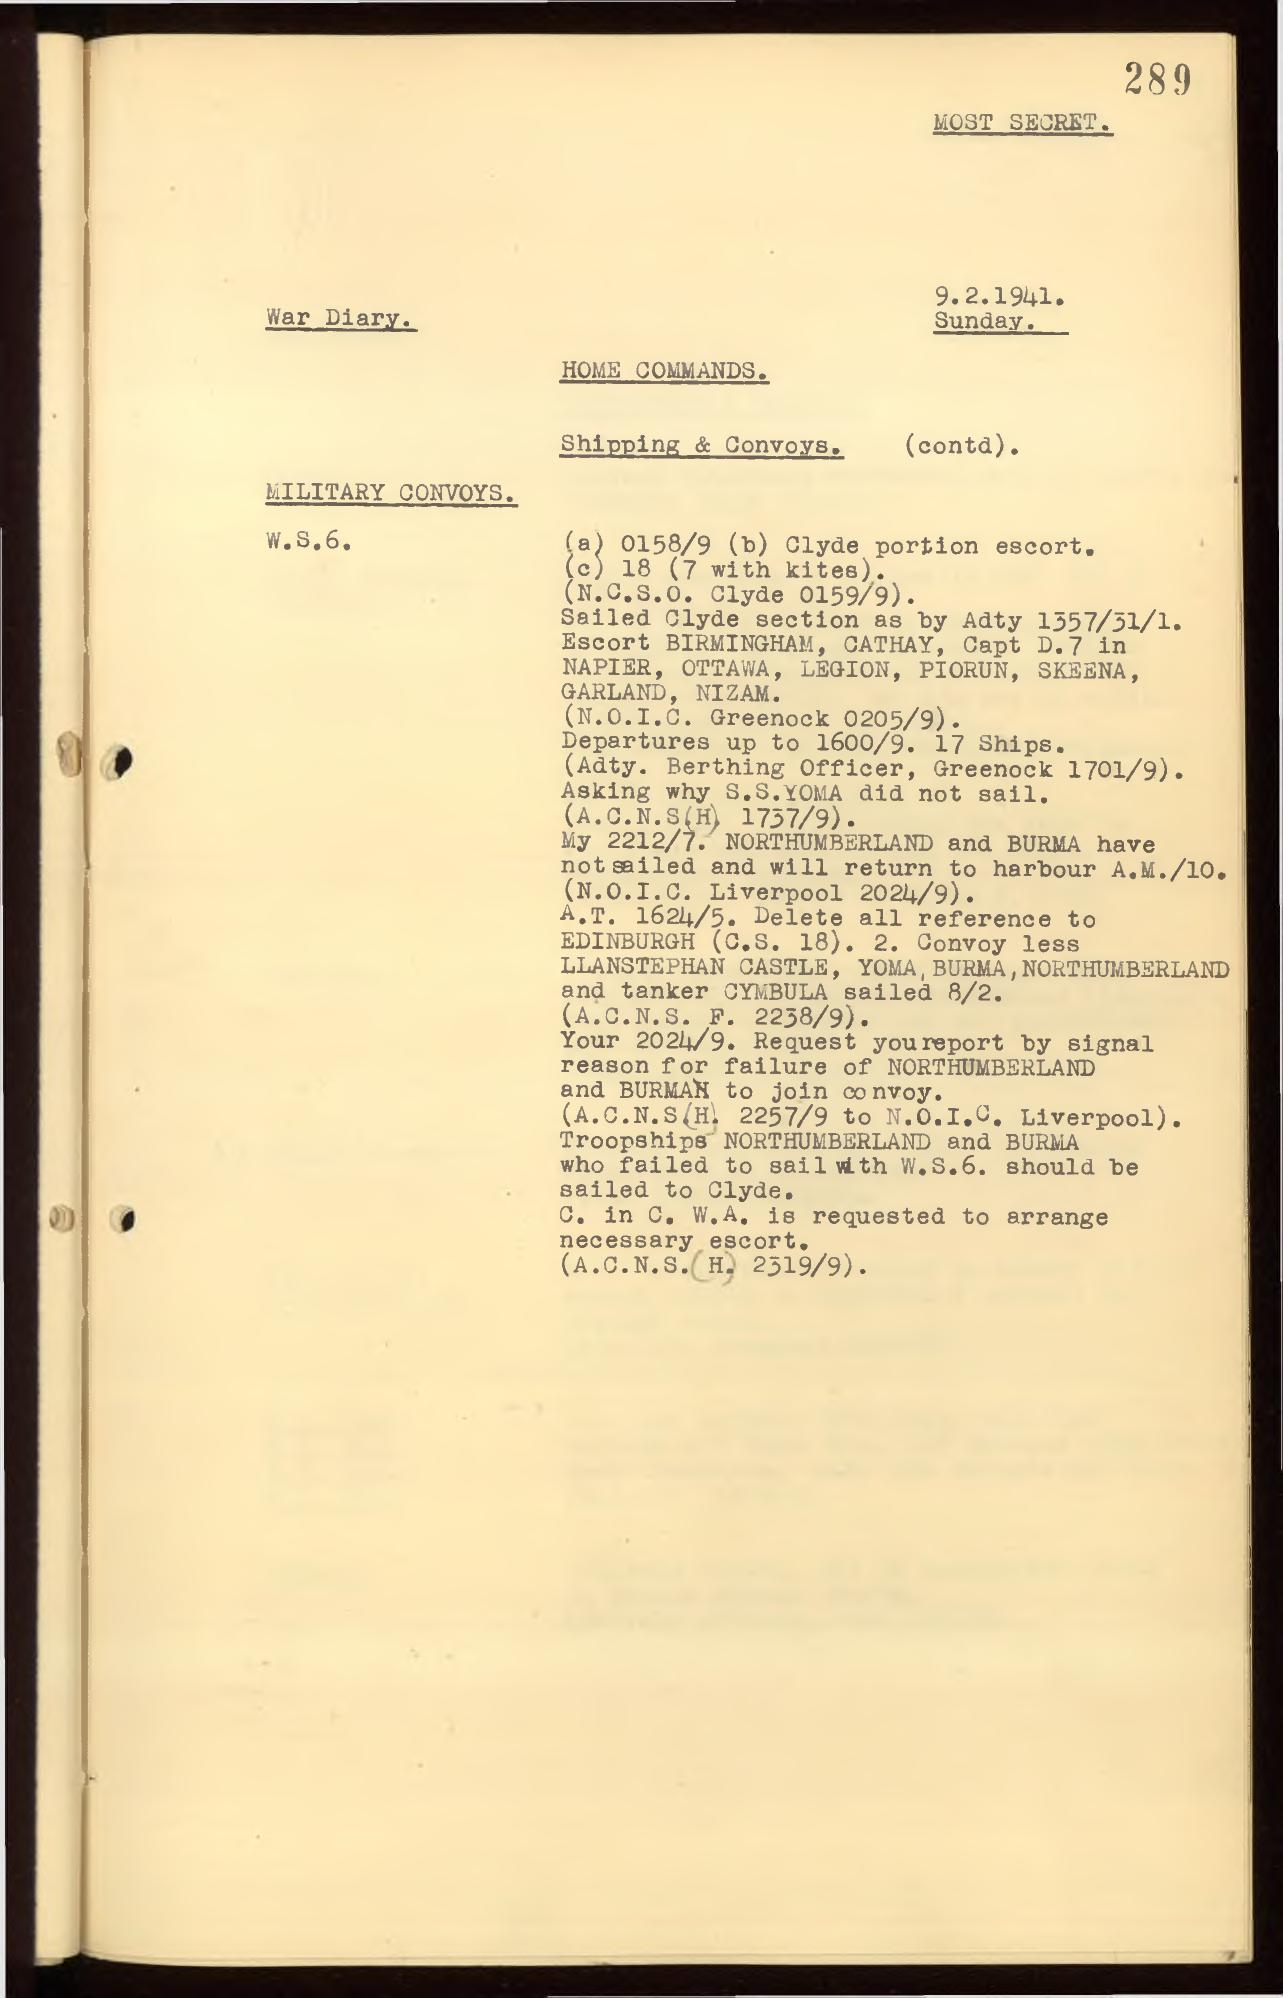 289
MOST SECRET.
9.2.1941.
War Diary.
Sunday.
HOME COMMANDS.
Shipping & Convoys. (contd).
MILITARY CONVOYS.
W.S.6.
(a) 0158/9 (b) Clyde portion escort.
(c) 18 (7 with kites).
(N.C.S.O. Clyde 0159/9).
Sailed Clyde section as by Adty 1357/31/1.
Escort BIRMINGHAM, CATHAY, Capt D.7 in
NAPIER, OTTAWA, LEGION, PIORUN, SKEENA,
GARLAND, NIZAM.
(N.O.I.C. Greenock 0205/9).
Departures up to 1600/9. 17 Ships.
(Adty. Berthing Officer, Greenock 1701/9).
Asking why S.S.YOMA did not sail.
(A.C.N.S(H) 1737/9).
My 2212/7. NORTHUMBERLAND and BURMA have
not sailed and will return to harbour A.M./10.
(N.O.I.C. Liverpool 2024/9).
A.T. 1624/5. Delete all reference to
EDINBURGH (C.S. 18). 2. Convoy less
LLANSTEPHAN CASTLE, YOMA, BURMA, NORTHUMBERLAND
and tanker CYMBULA sailed 8/2.
(A.C.N.S. F. 2238/9).
Your 2024/9. Request you report by signal
reason for failure of NORTHUMBERLAND
and BURMAH to join convoy.
(A.C.N.S(H) 2257/9 to N.O.I.C. Liverpool).
Troopships NORTHUMBERLAND and BURMA
who failed to sail with W.S.6. should be
sailed to Clyde.
C. in C. W.A. is requested to arrange
necessary escort.
(A.C.N.S.(H) 2319/9).